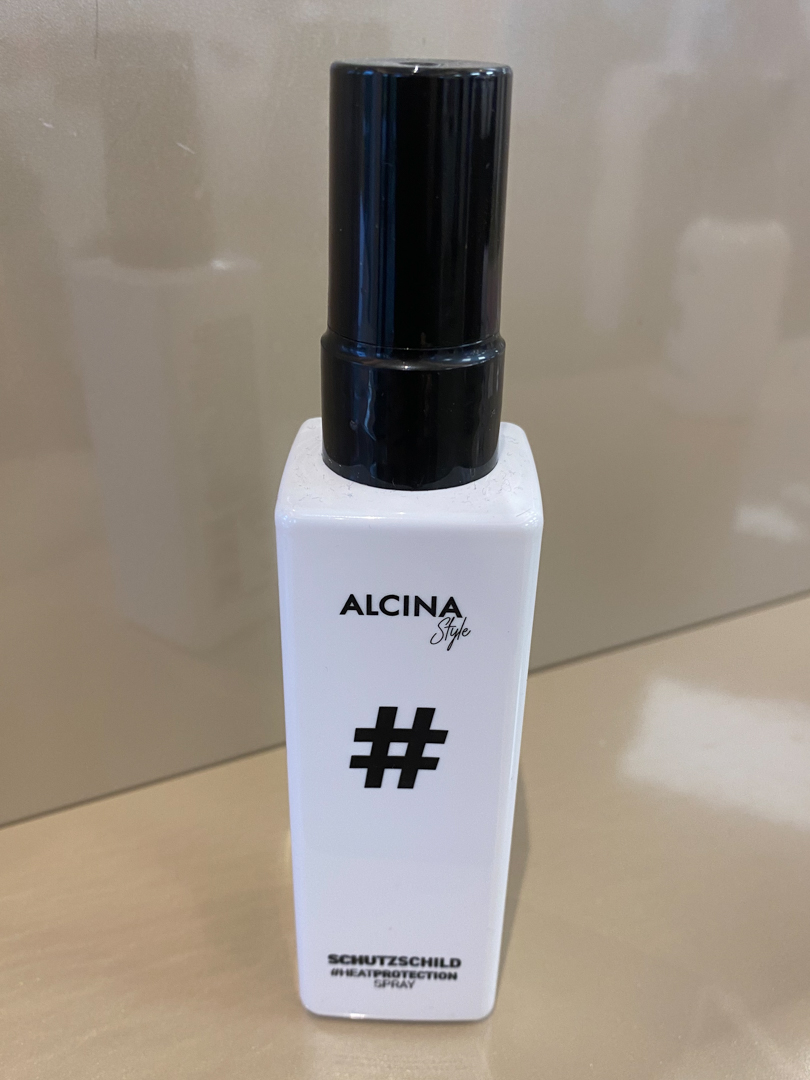 ALCINA
Style
#
SCHUTZSCHILD
#HEATPROTECTION
SPRAY